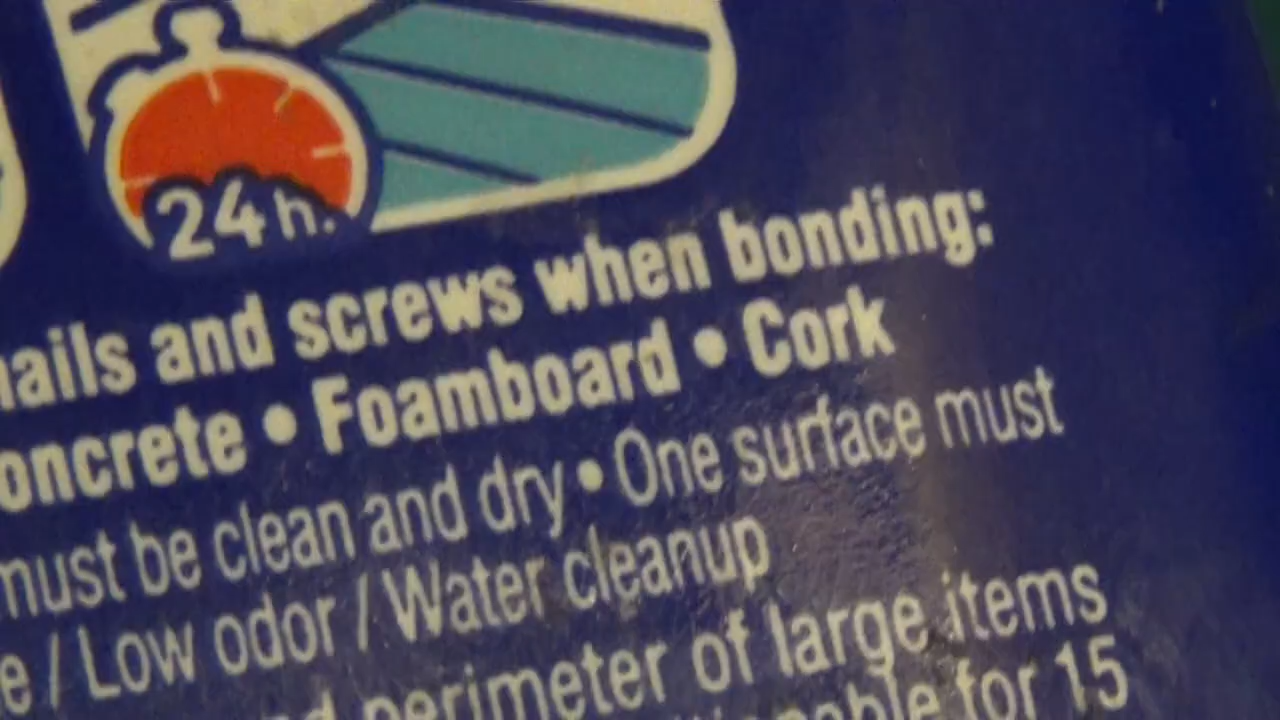 24 h.
nails and screws when bonding:
oncrete • Foamboard • Cork
must be clean and dry • One surface must
e / Low odor / Water cleanup
perimeter of large items
for 15